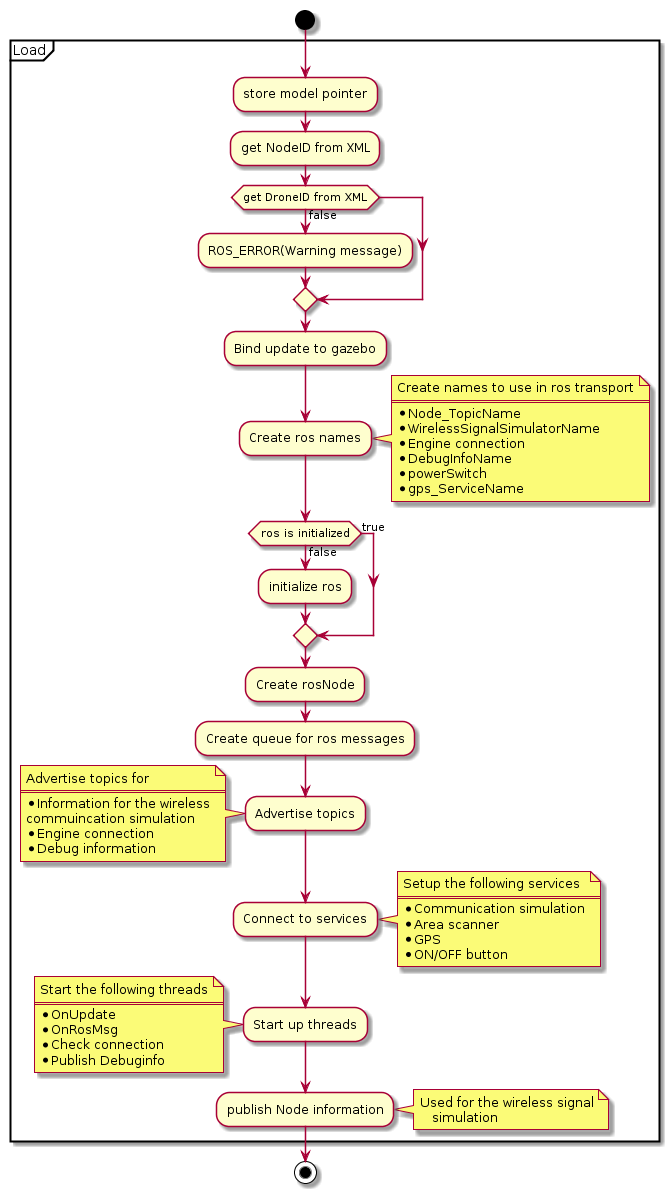 Load
store model pointer
get NodeID from XML
get DroneID from XML
false
ROS_ERROR(Warning message)
Bind update to gazebo
Create names to use in ros transport
•Node_TopicName
•WirelessSignalSimulatorName
•Engine connection
•DebugInfoName
•powerSwitch
•gps_ServiceName
Create ros names
ros is initialized
true
false
initialize ros
Create rosNode
Create queue for ros messages
Advertise topics for
•Information for the wireless
commuincation simulation
•Engine connection
•Debug information
Advertise topics
Setup the following services
•Communication simulation
•Area scanner
•GPS
•ON/OFF button
Connect to services
Start the following threads
•OnUpdate
•OnRosMsg
•Check connection
•Publish Debuginfo
Start up threads
publish Node information
Used for the wireless signal
simulation